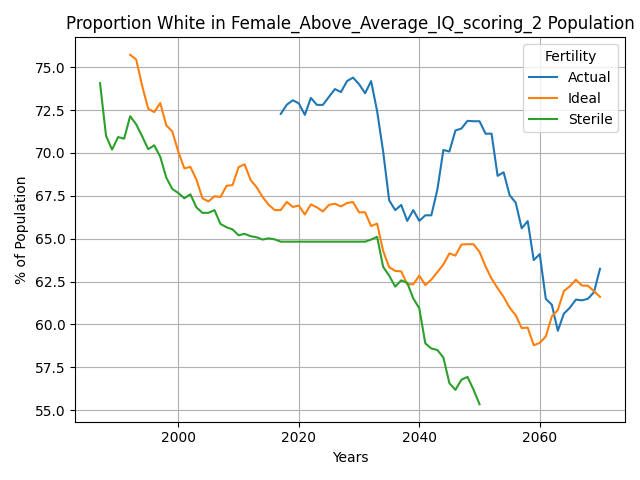 Proportion White in Female_Above_Average_IQ_scoring_2 Population
Fertility
Actual
Ideal
Sterile
% of Population
75.0
72.5
70.0
67.5
65.0
62.5
60.0
57.5
55.0
2000 2020 2040 2060
Years